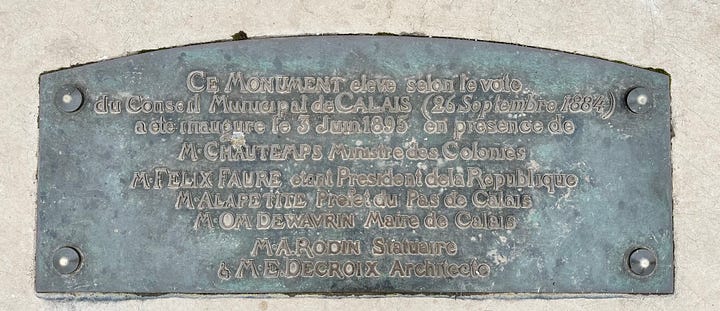 CE MONUMENT élevé selon le vote
du Conseil Municipal de CALAIS (26 Septembre 1884)
a été inauguré le 3 Juin 1895 en présence de
M. CHAUTEMPS Ministre des Colonies
M. FELIX FAURE étant Président de la République
M. ALAPETITE Préfet du Pas de Calais
M. OM. DEWAVRIN Maire de Calais
M. A. RODIN Statuaire
& M. E. DECROIX Architecte